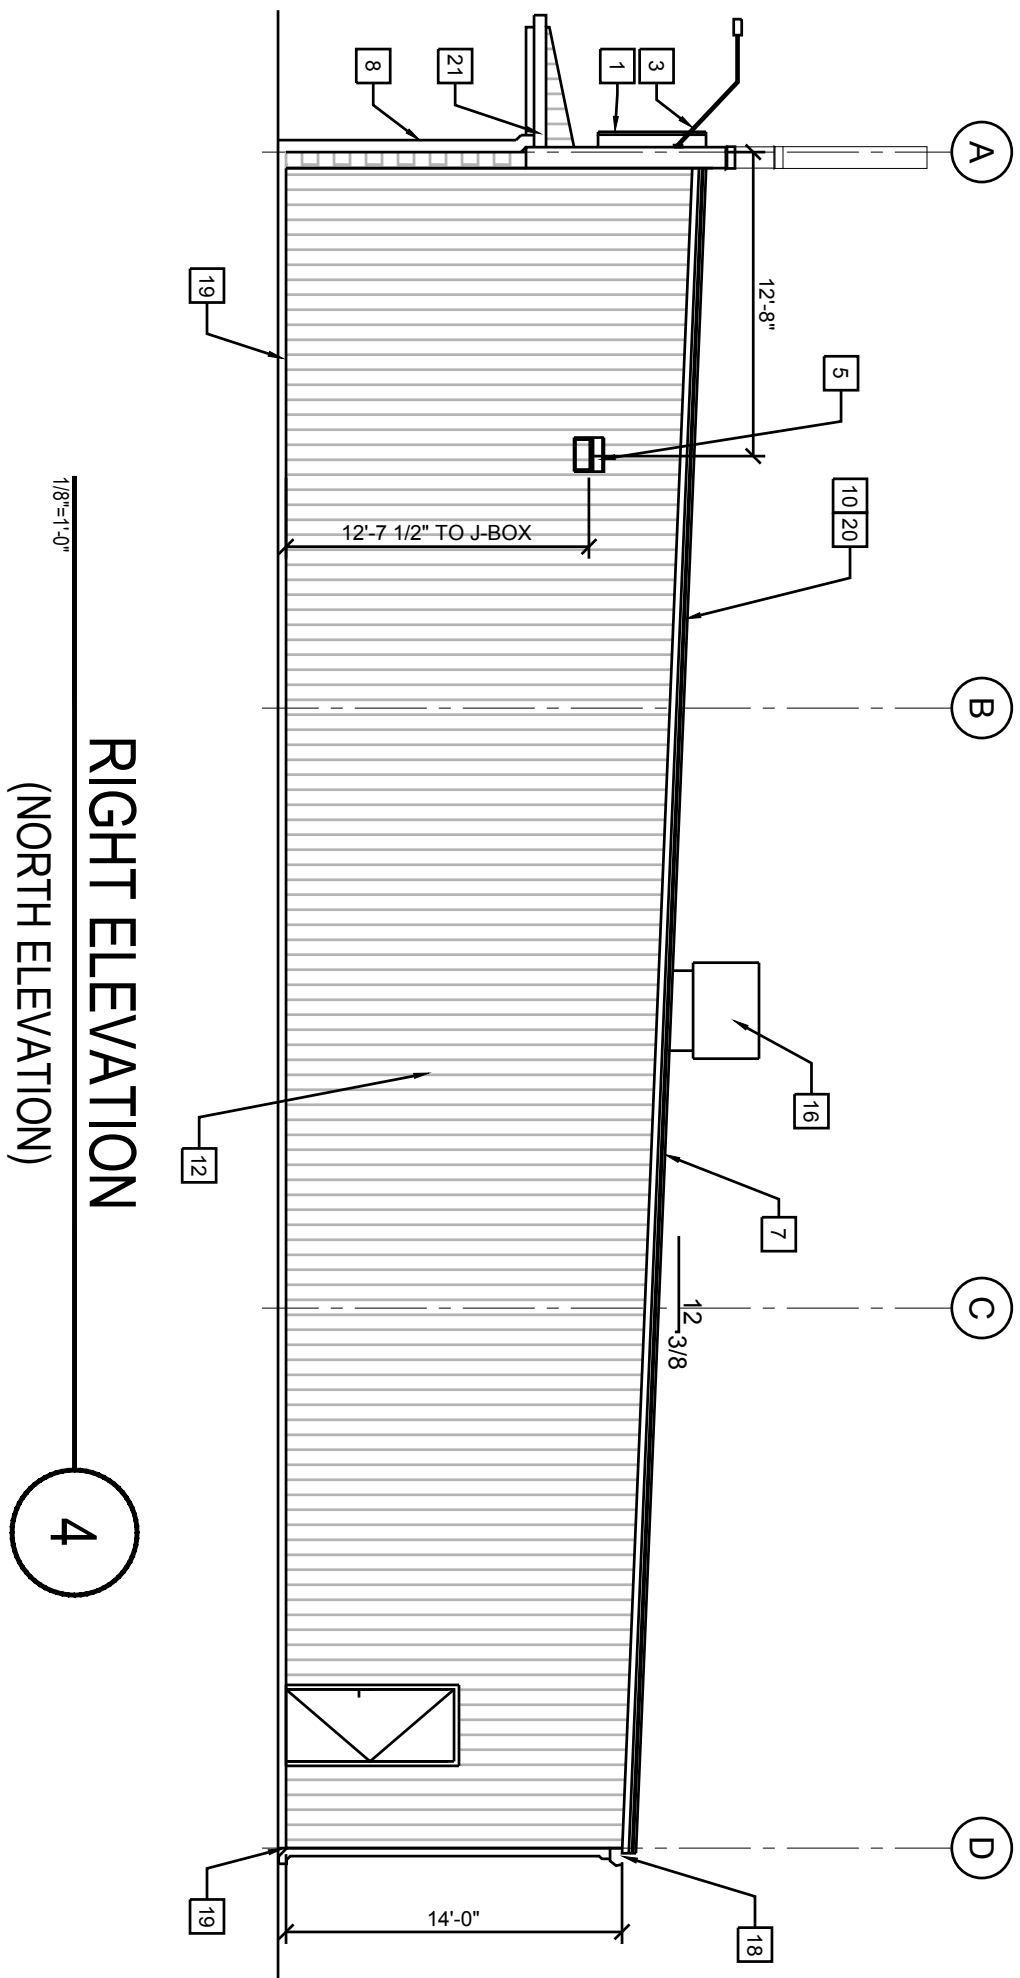 A
B
C
D
3
1
21
8
12'-8"
5
10 20
19
12'-7 1/2" TO J-BOX
16
12
7
12
3/8
18
14'-0"
19
RIGHT ELEVATION
4
1/8"=1'-0"
(NORTH ELEVATION)